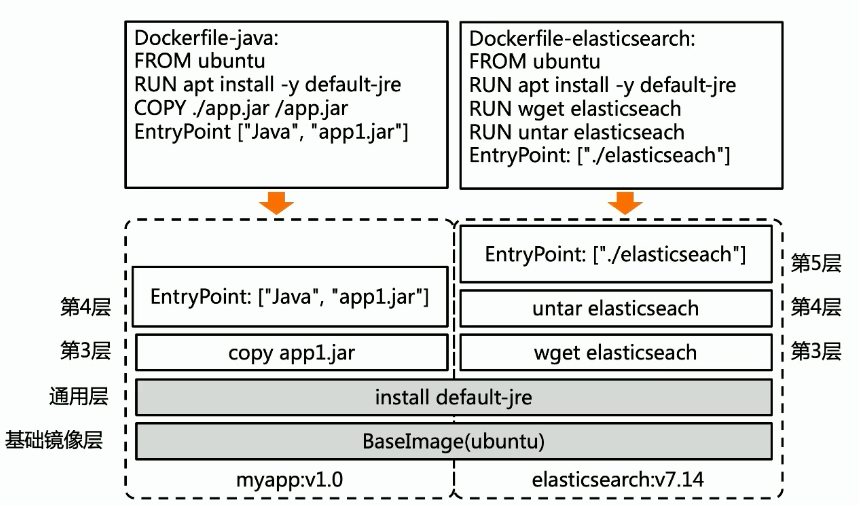 Dockerfile-java:
FROM ubuntu
RUN apt install -y default-jre
COPY ./app.jar /app.jar
EntryPoint ["Java", "app1.jar"]
Dockerfile-elasticsearch:
FROM ubuntu
RUN apt install -y default-jre
RUN wget elasticseach
RUN untar elasticseach
EntryPoint: ["./elasticseach"]
EntryPoint: ["./elasticseach"]
第5层
第4层
EntryPoint: ["Java", "app1.jar"]
untar elasticseach
第4层
第3层
copy app1.jar
wget elasticseach
第3层
通用层
install default-jre
基础镜像层
BaseImage(ubuntu)
myapp:v1.0
elasticsearch:v7.14